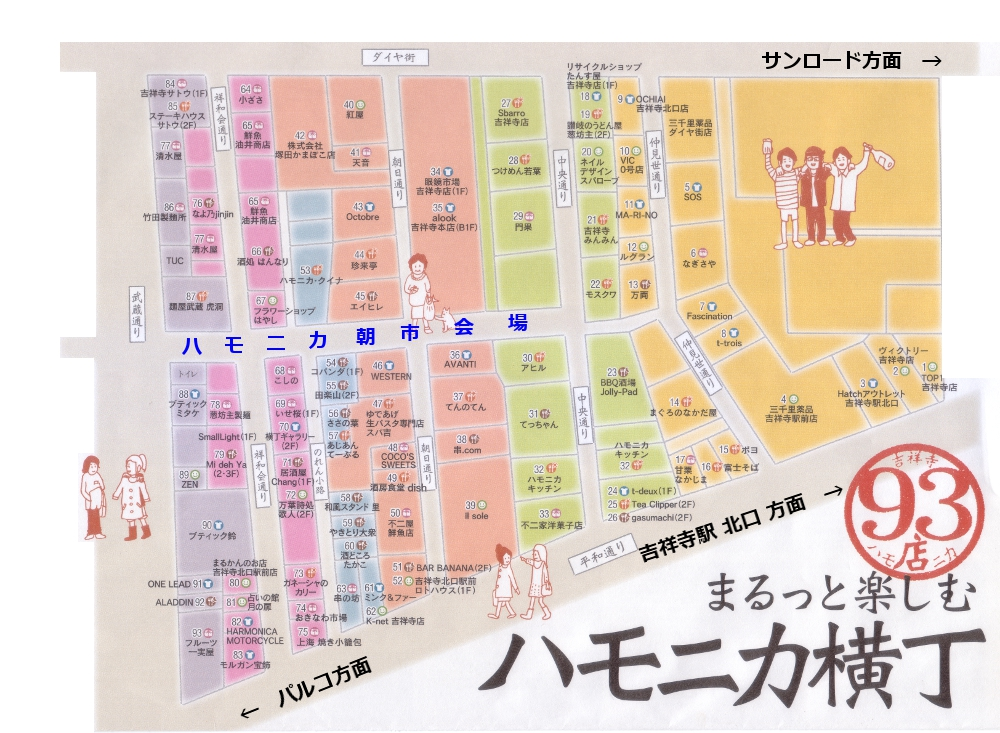 ダイヤ街
サンロード方面 →
84
吉祥寺サトウ(1F)
85
ステーキハウス
サトウ(2F)
77
清水屋
86
竹田製麺所
76
なよ乃jinjin
77
清水屋
TUC
87
麺屋武蔵 虎洞
武蔵通り
祥和会通り
64
小ざさ
65
鮮魚
油井商店
65
鮮魚
油井商店
66
酒処 はんなり
67
フラワーショップ
はやし
42
株式会社
塚田かまぼこ店
40
紅屋
41
天音
43
Octobre
44
珍来亭
45
エイヒレ
53
ハモニカ・クイナ
朝日通り
34
眼鏡市場
吉祥寺店(1F)
35
alook
吉祥寺本店(B1F)
27
Sbarro
吉祥寺店
28
つけめん若葉
29
門扇
中央通り
リサイクルショップ
たんす屋
吉祥寺店(1F)
18
19
讃岐のうどん屋
麺坊主(2F)
20
ネイル
デザイン
スパローブ
21
吉祥寺
みんみん
22
モスクワ
9 OCHIAI
吉祥寺北口店
10
VIC
0号店
11
MA-RI-NO
12
ルグラン
13
万両
仲見世通り
三千里薬品
ダイヤ街店
5
SOS
6
なぎさや
7
Fascination
8
t-trois
ハモニカ朝市会場
トイレ
88
ブティック
ミタケ
78
麺坊主製麺
SmallLight(1F)
79
Mi deh Ya
(2・3F)
89
ZEN
90
ブティック鈴
まるかんのお店
吉祥寺北口駅前店
ONE LEAD 91
80
ALADDIN 92
81
占いの館
月の扉
82
HARMONICA
MOTORCYCLE
93
フルーツ
一実屋
83
モルガン宝飾
68
こしの
69
いせ桜(1F)
70
横丁ギャラリー
(2F)
71
居酒屋
Chang(1F)
72
万葉詩処
歌人(2F)
祥和会通り
73
ガネーシャの
カリー
74
おきなわ市場
75
上海 焼き小籠包
のれん小路
54
コパンダ(1F)
55
田楽山(2F)
56
ささの葉
57
あじあん
てーぶる
58
和風スタンド 里
59
やきとり大衆
60
酒どころ
たかこ
63
串の坊
61
ミンク&ファー
62
K-net 吉祥寺店
46
WESTERN
47
ゆであげ
生パスタ専門店
スパ吉
48
COCO'S
SWEETS
49
酒房食堂 dish
50
不二屋
鮮魚店
51 BAR BANANA(2F)
52 吉祥寺北口駅前
ロトハウス(1F)
朝日通り
36
AVANTI
37
てんのてん
38
串.com
39
Il sole
30
アヒル
31
てっちゃん
32
ハモニカ
キッチン
33
不二家洋菓子店
中央通り
23
BBQ酒場
Jolly-Pad
ハモニカ
キッチン
32
24 t-deux(1F)
25 Tea Clipper(2F)
26 gasumachi(2F)
仲見世通り
14
まぐろのなかだ屋
15 ボヨ
16 富士そば
17
甘栗
なかじま
4
三千里薬品
吉祥寺駅前店
3
Hatchアウトレット
吉祥寺駅北口
ヴィクトリー
吉祥寺店
2
1
TOP1
吉祥寺店
平和通り
吉祥寺駅 北口 方面 →
← パルコ方面
吉祥寺
93
店
ハモニカ
まるっと楽しむ
ハモニカ横丁